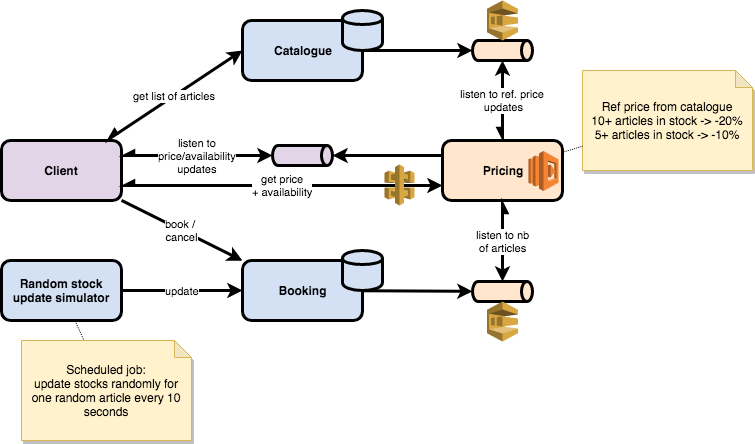 Catalogue
get list of articles
listen to ref. price
updates
Ref price from catalogue
10+ articles in stock -> -20%
5+ articles in stock -> -10%
Client
listen to
price/availability
updates
get price
+ availability
Pricing
book /
cancel
listen to nb
of articles
Random stock
update simulator
update
Booking
Scheduled job:
update stocks randomly for
one random article every 10
seconds